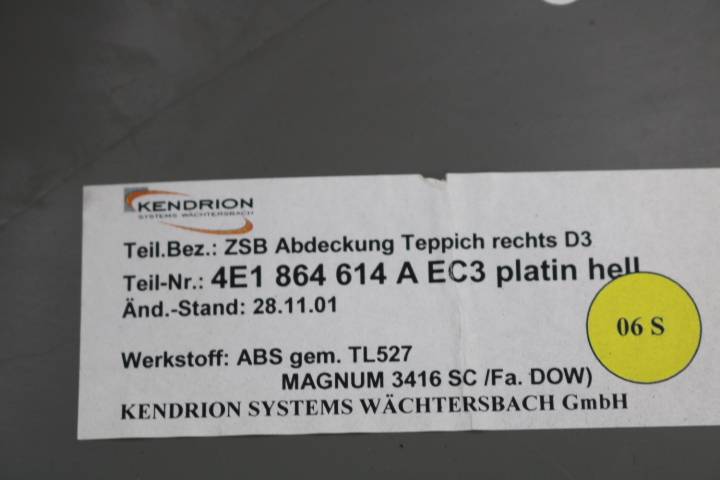 KENDRION
SYSTEMS WÄCHTERSBACH
Teil.Bez.: ZSB Abdeckung Teppich rechts D3
Teil-Nr.: 4E1 864 614 A EC3 platin hell
Änd.-Stand: 28.11.01
06 S
Werkstoff: ABS gem. TL527
MAGNUM 3416 SC /Fa. DOW)
KENDRION SYSTEMS WÄCHTERSBACH GmbH